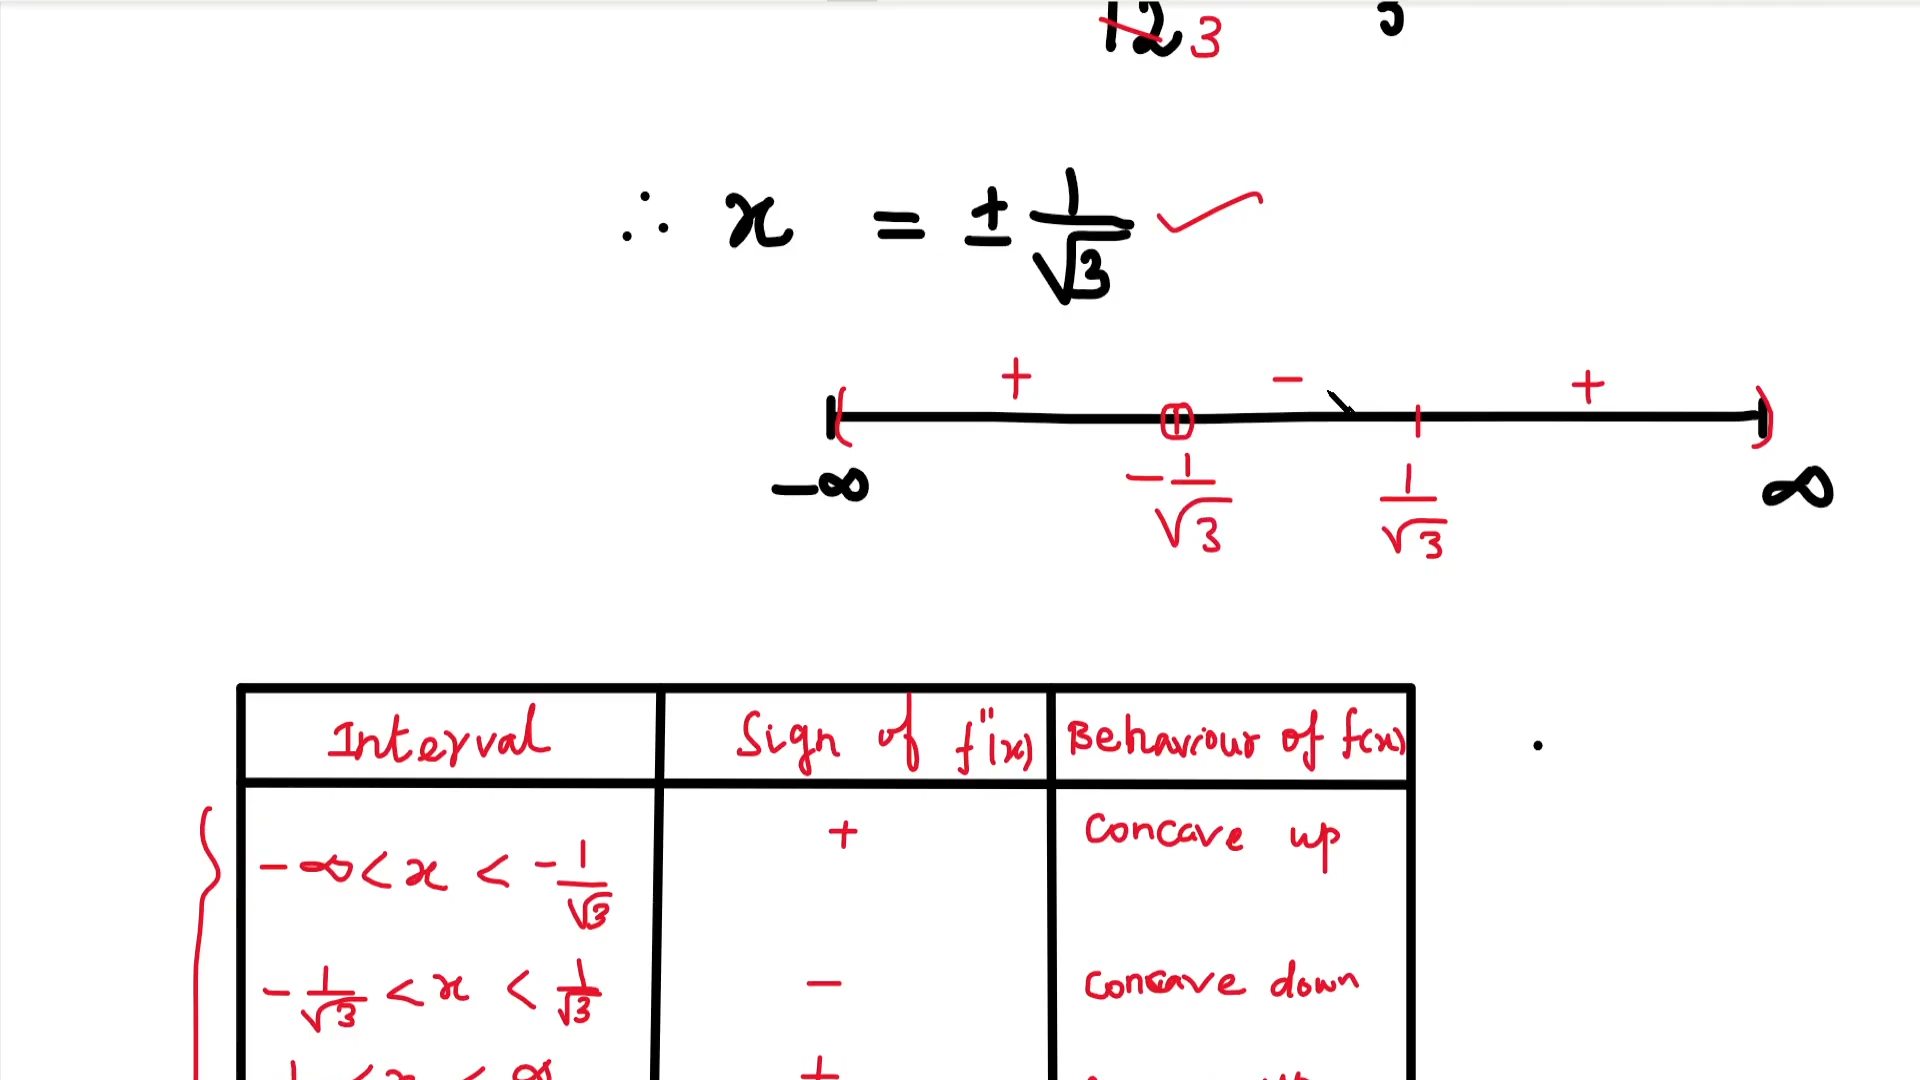 12 3
∴ x = ± 1/√3 ✓
+ − +
−∞ −1/√3 1/√3 ∞
Interval Sign of f"(x) Behaviour of f(x)
−∞ < x < −1/√3 + Concave up
−1/√3 < x < 1/√3 − Concave down
< x < ∞ +